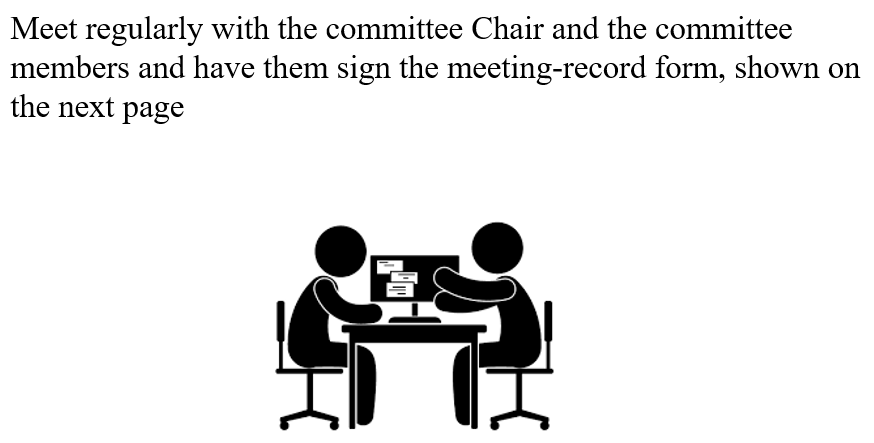 Meet regularly with the committee Chair and the committee
members and have them sign the meeting-record form, shown on
the next page